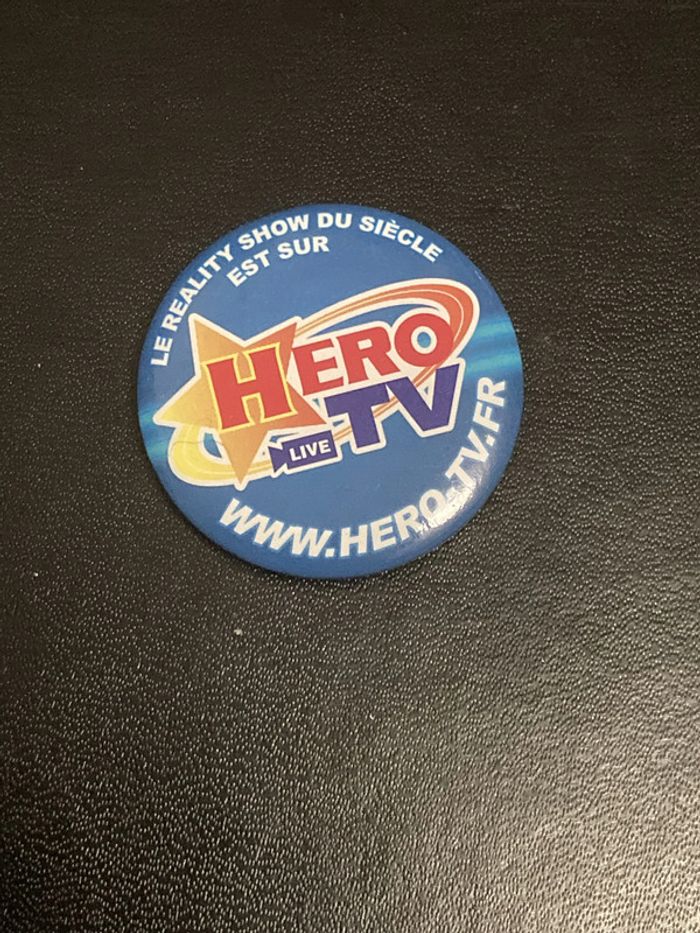 LE REALITY SHOW DU SIÈCLE
EST SUR
HERO
TV
LIVE
WWW.HERO-TV.FR